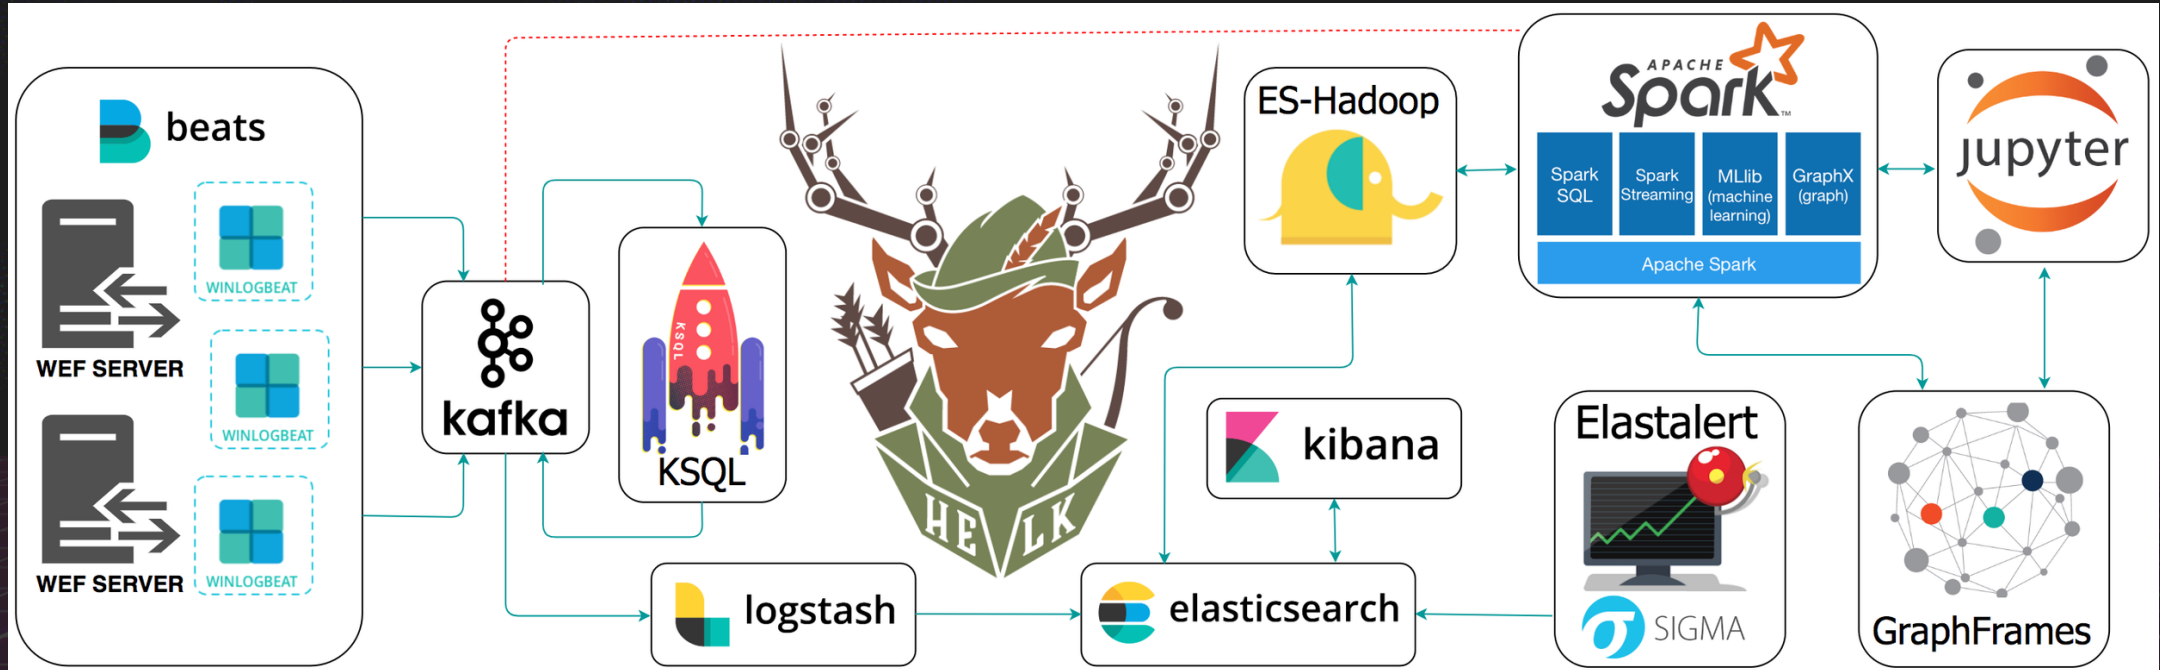 beats
WINLOGBEAT
WEF SERVER
WINLOGBEAT
WEF SERVER
WINLOGBEAT
kafka
KSQL
KSQL
logstash
HE LK
ES-Hadoop
kibana
elasticsearch
APACHE
Spark™
Spark
SQL
Spark
Streaming
MLlib
(machine
learning)
GraphX
(graph)
Apache Spark
jupyter
Elastalert
SIGMA
GraphFrames